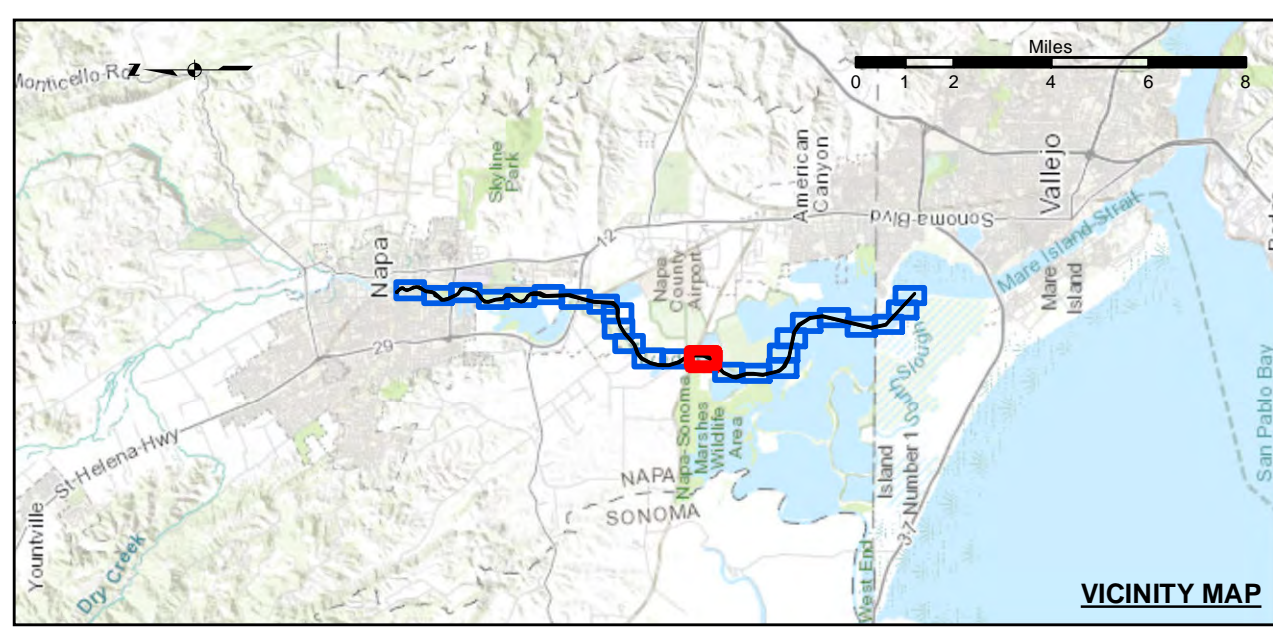 Monticello-Rd
Z
Miles
0 1 2 4 6 8
Skyline
Park
American
Canyon
Vallejo
Sonoma-Blvd
Mare Island-Strait
Mare
Island
Napa
12
Napa
County
Airport
29
St-Helena-Hwy
Yountville
Dry Creek
Napa-Sonoma
Marshes
Wildlife
Area
NAPA
SONOMA
South Slough
Island
Number 1
37
West End
San Pablo Bay
VICINITY MAP